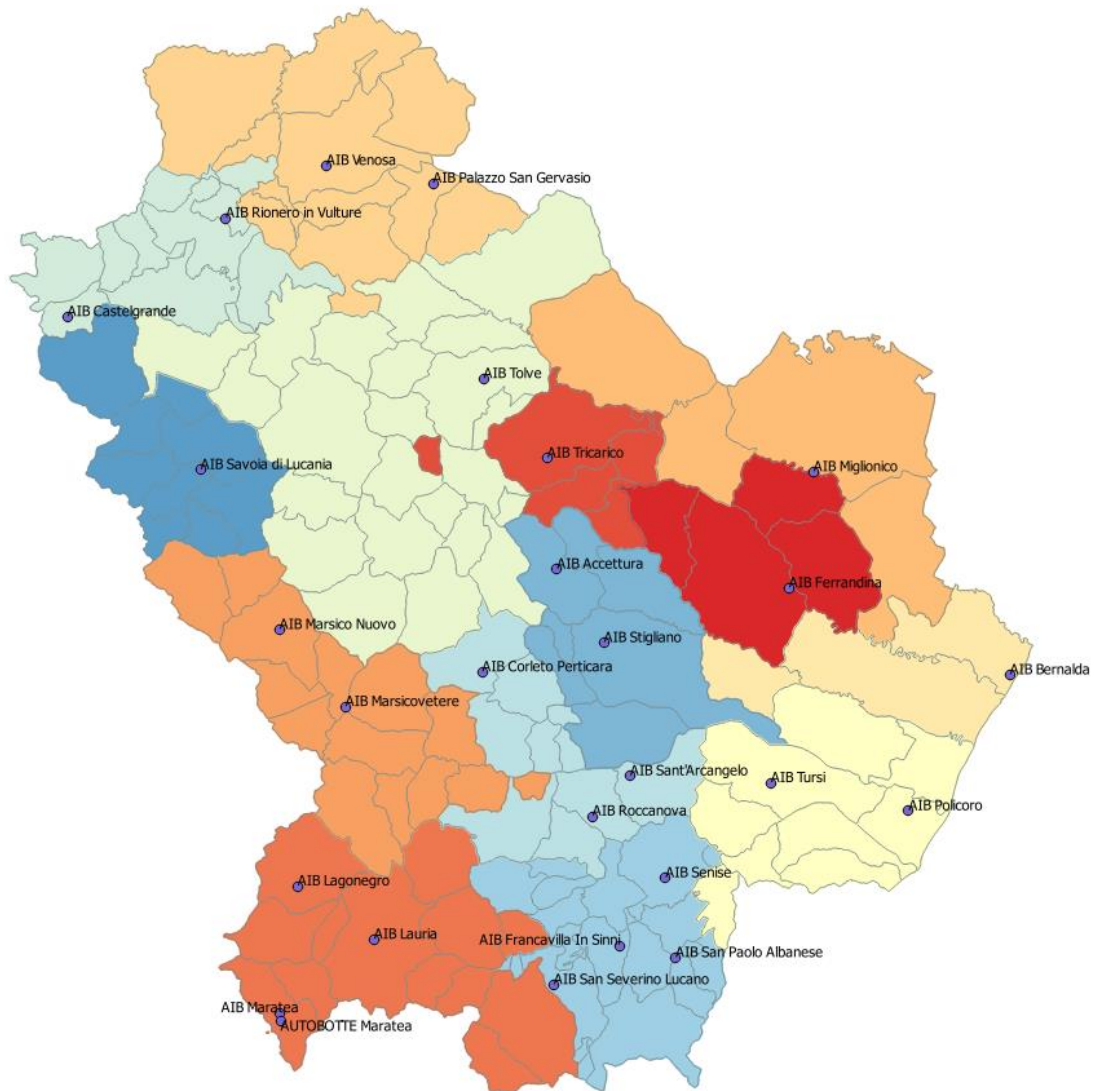 AIB Venosa
AIB Palazzo San Gervasio
AIB Rionero in Vulture
AIB Castelgrande
AIB Tolve
AIB Tricarico
AIB Savoia di Lucania
AIB Miglionico
AIB Accettura
AIB Ferrandina
AIB Marsico Nuovo
AIB Stigliano
AIB Corleto Perticara
AIB Bernalda
AIB Marsicovetere
AIB Sant'Arcangelo
AIB Tursi
AIB Policoro
AIB Roccanova
AIB Senise
AIB Lagonegro
AIB Lauria
AIB Francavilla In Sinni
AIB San Paolo Albanese
AIB San Severino Lucano
AIB Maratea
AUTOBOTTE Maratea